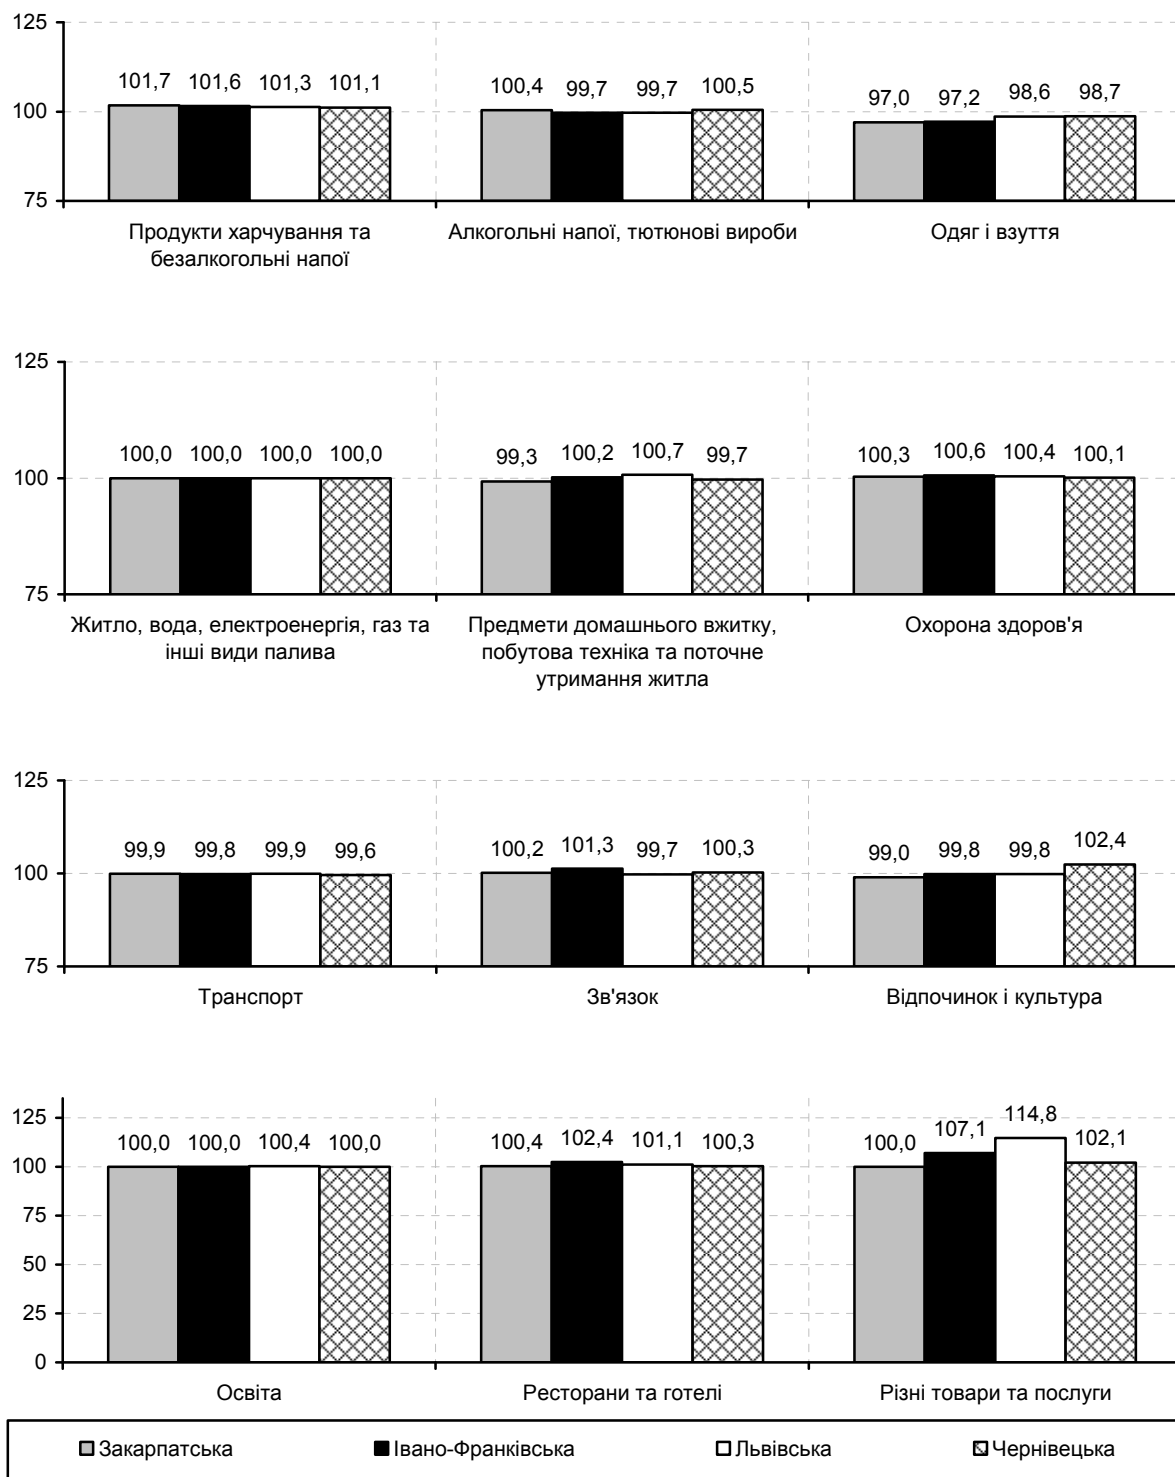 125
101,7 101,6 101,3 101,1
100,4 99,7 99,7 100,5
97,0 97,2 98,6 98,7
100
75
Продукти харчування та
безалкогольні напої
Алкогольні напої, тютюнові вироби
Одяг і взуття
125
100,0 100,0 100,0 100,0
99,3 100,2 100,7 99,7
100,3 100,6 100,4 100,1
100
75
Житло, вода, електроенергія, газ та
інші види палива
Предмети домашнього вжитку,
побутова техніка та поточне
утримання житла
Охорона здоров'я
125
99,9 99,8 99,9 99,6
100,2 101,3 99,7 100,3
99,0 99,8 99,8 102,4
100
75
Транспорт
Зв'язок
Відпочинок і культура
125
100,0 100,0 100,4 100,0
100,4 102,4 101,1 100,3
100,0 107,1 114,8 102,1
100
75
50
25
0
Освіта
Ресторани та готелі
Різні товари та послуги
Закарпатська
Івано-Франківська
Львівська
Чернівецька